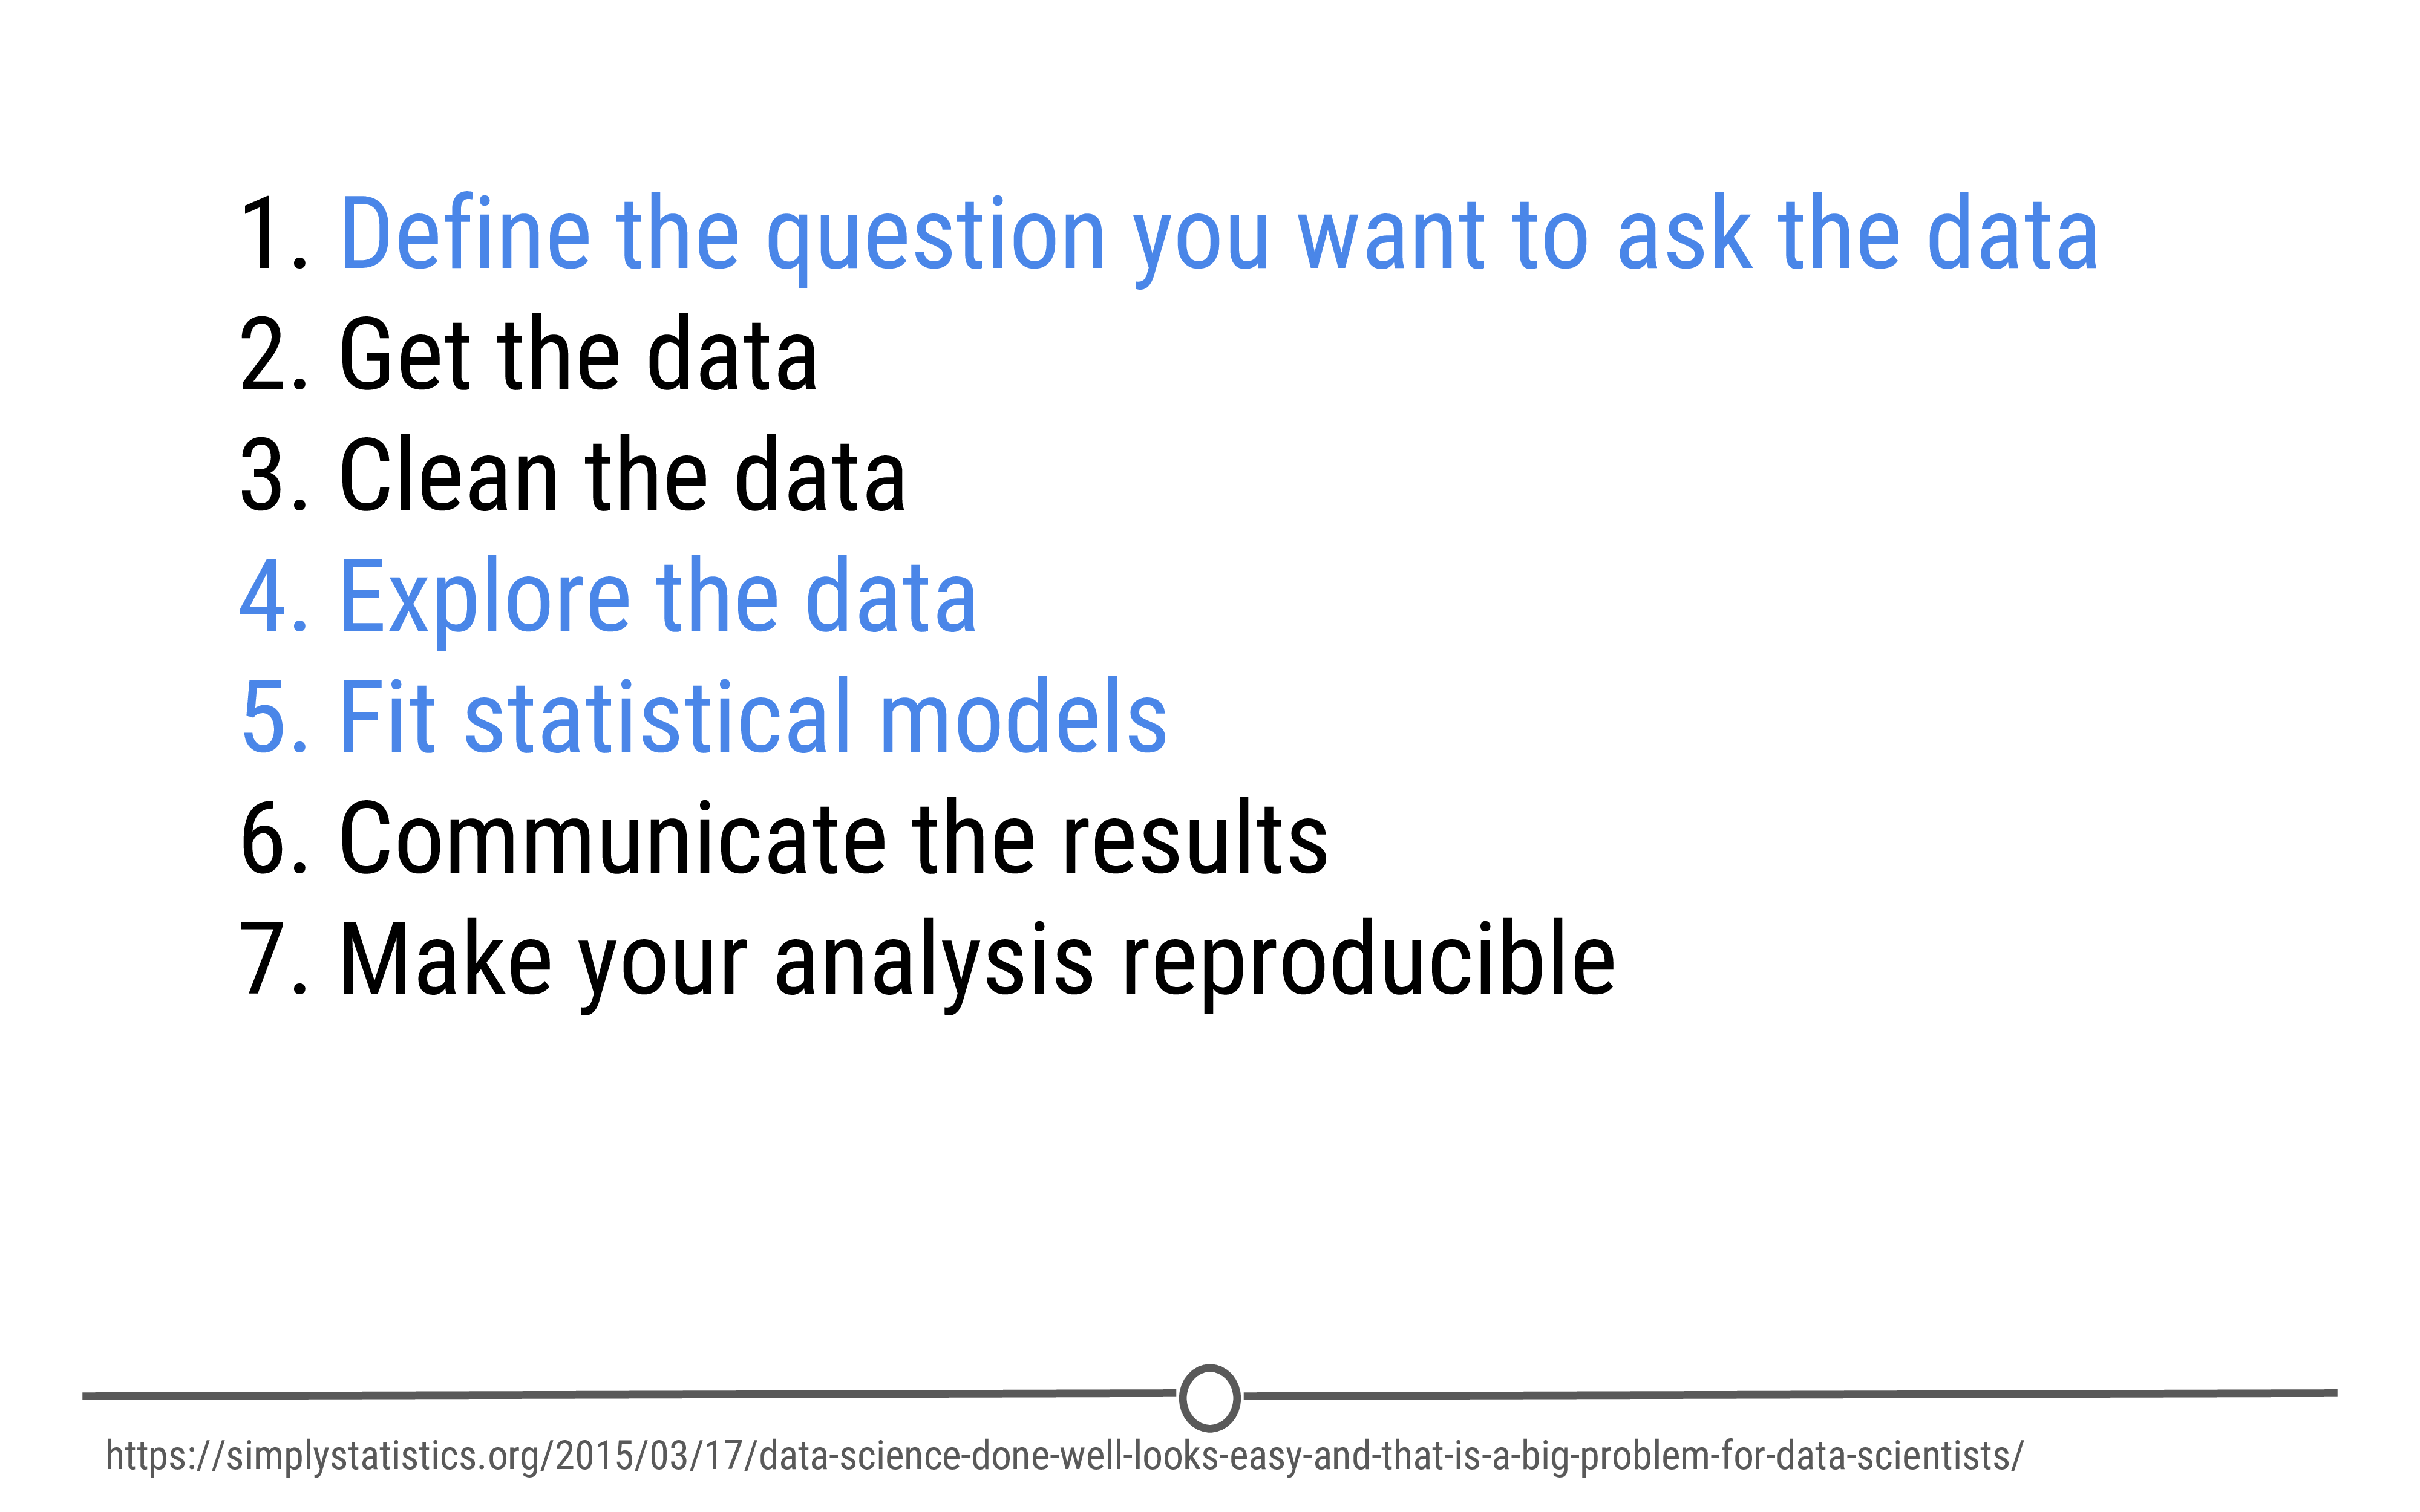 1. Define the question you want to ask the data
2. Get the data
3. Clean the data
4. Explore the data
5. Fit statistical models
6. Communicate the results
7. Make your analysis reproducible
https://simplystatistics.org/2015/03/17/data-science-done-well-looks-easy-and-that-is-a-big-problem-for-data-scientists/